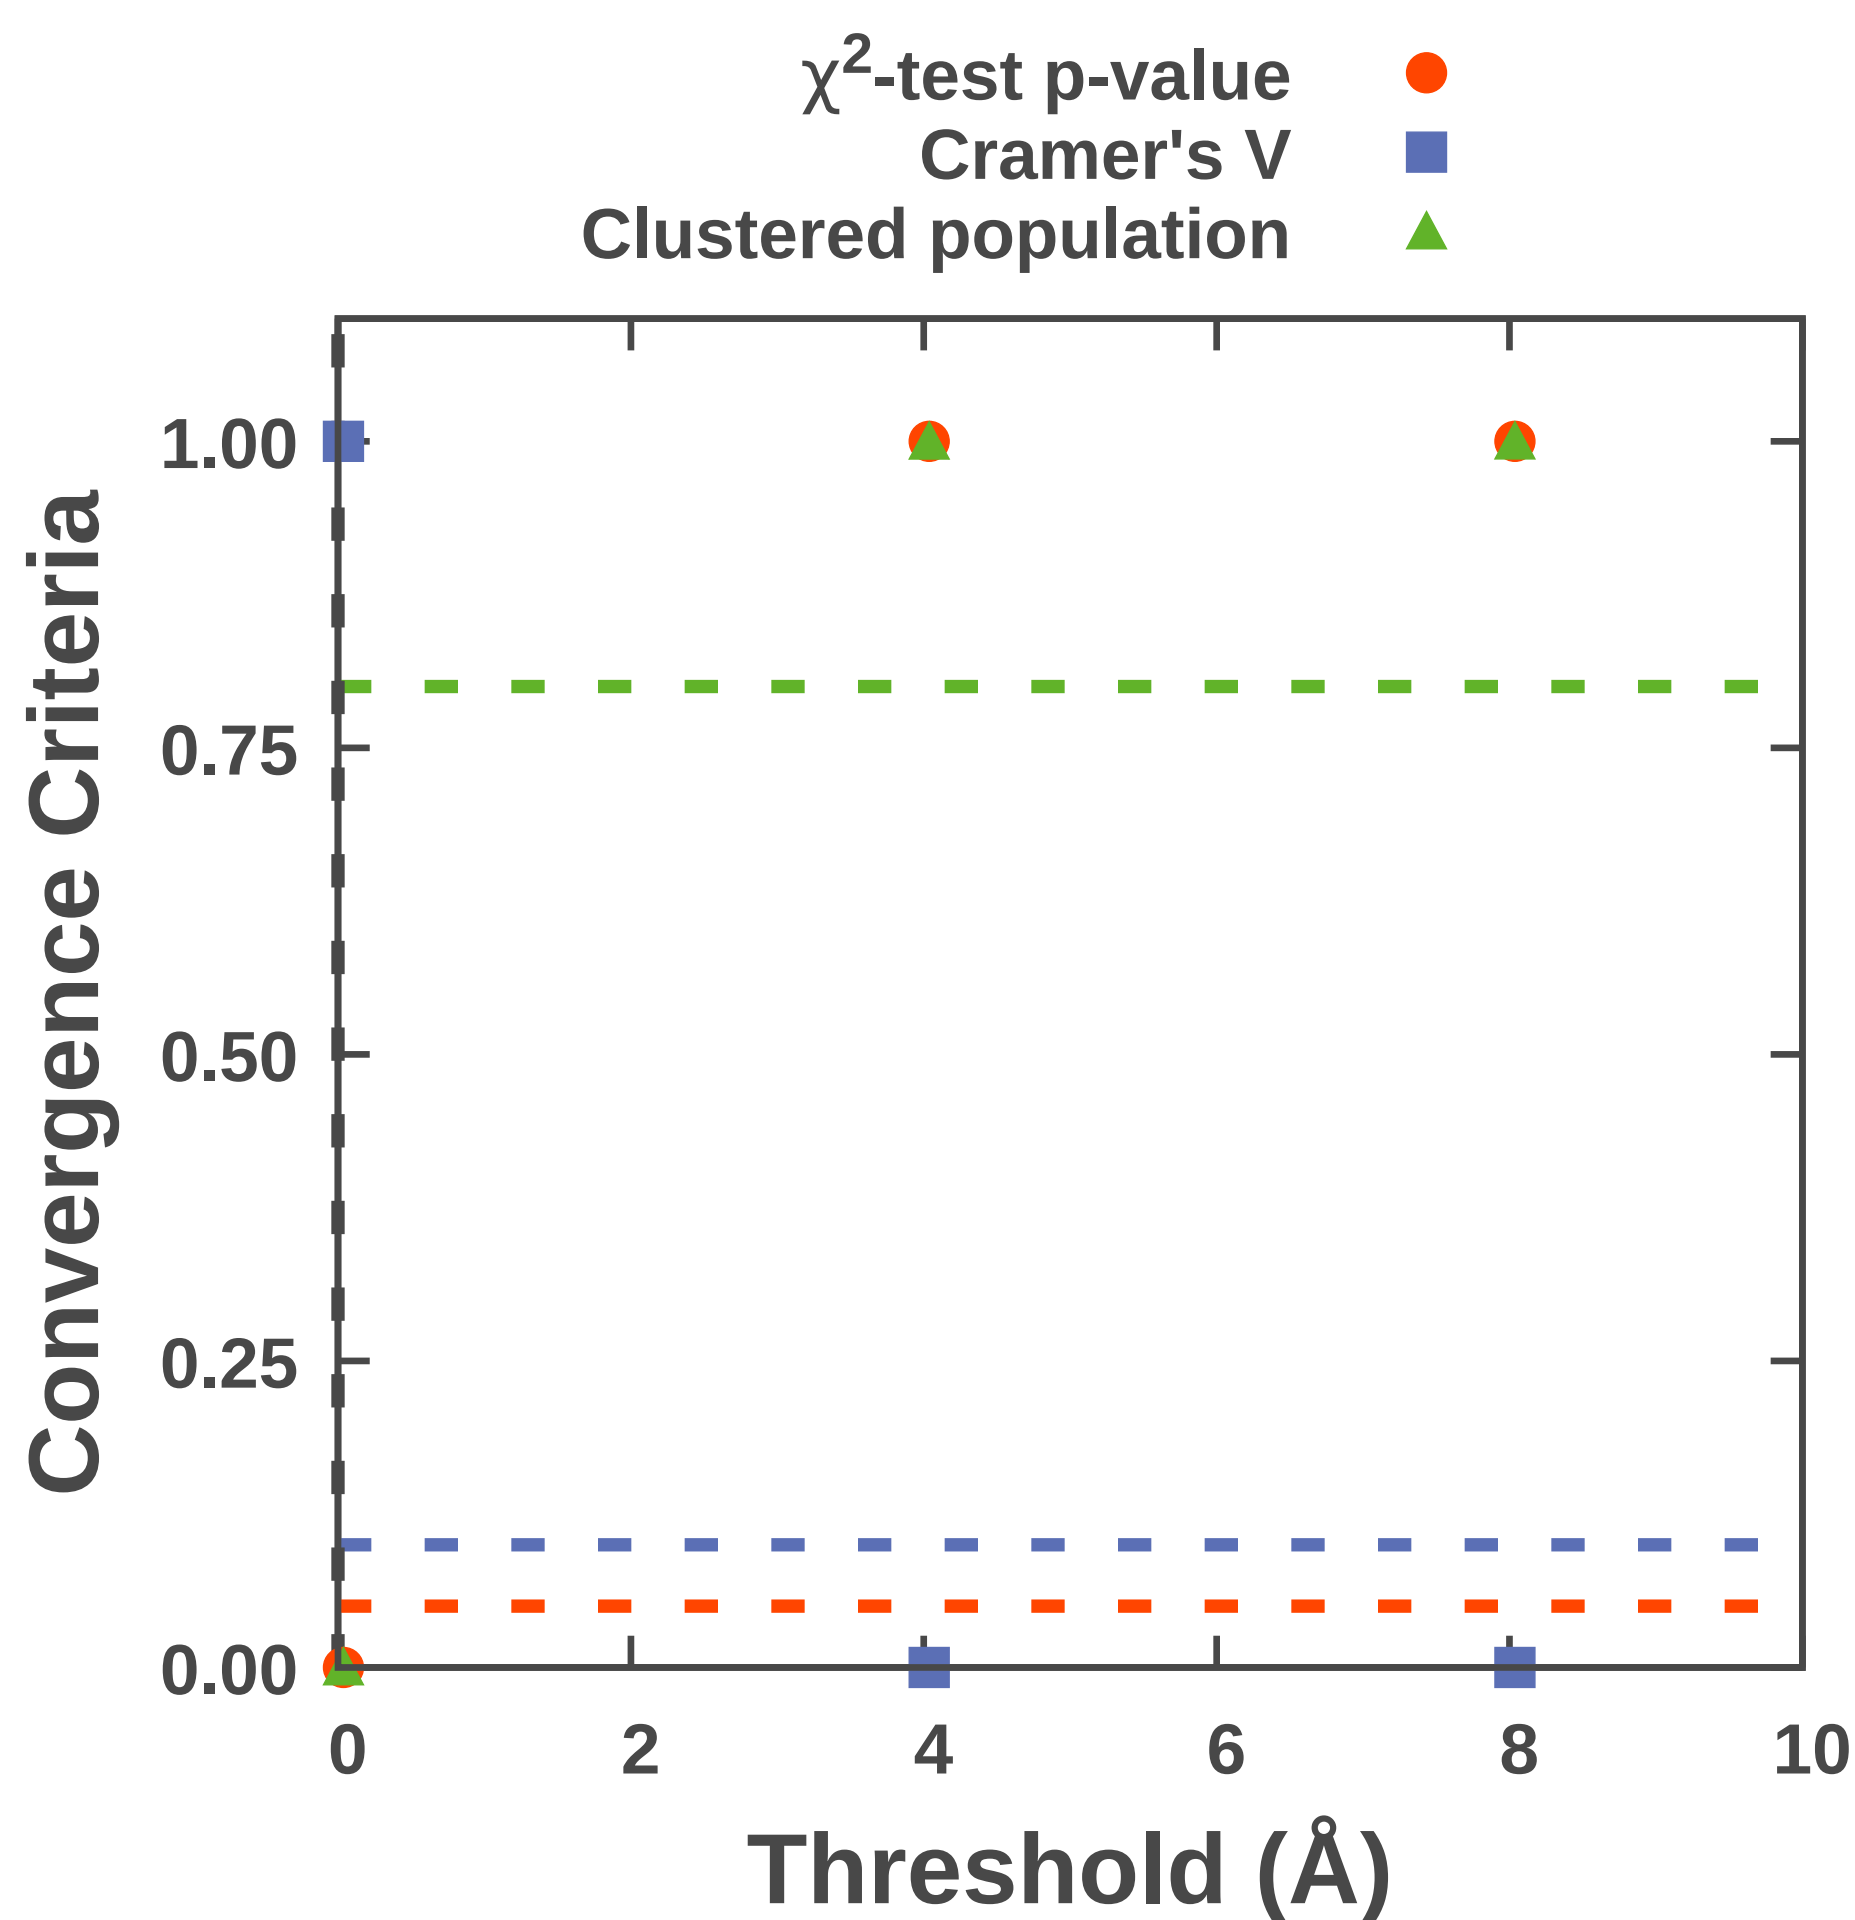 χ²-test p-value
Cramer's V
Clustered population
1.00
0.75
0.50
0.25
0.00
Convergence Criteria
0 2 4 6 8 10
Threshold (Å)